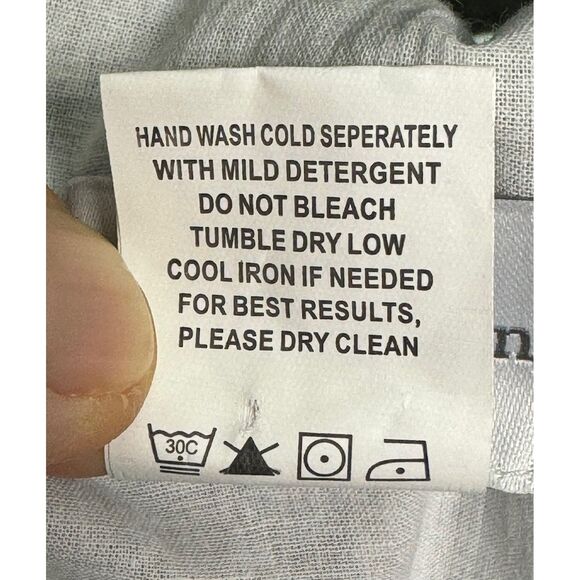 HAND WASH COLD SEPERATELY
WITH MILD DETERGENT
DO NOT BLEACH
TUMBLE DRY LOW
COOL IRON IF NEEDED
FOR BEST RESULTS,
PLEASE DRY CLEAN
30C
n